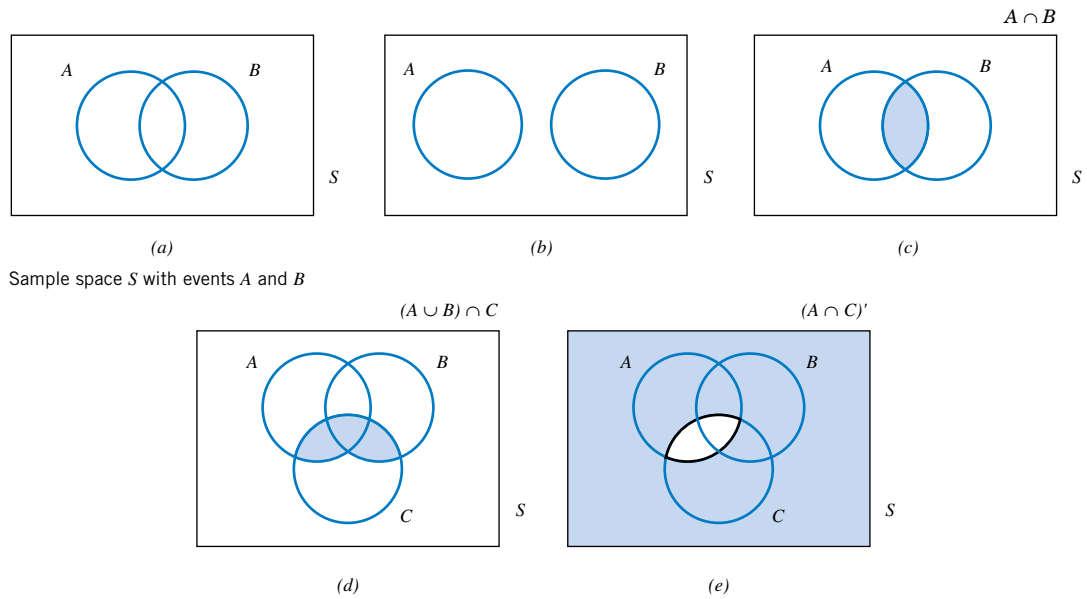 A ∩ B
A B
S
(a)
A B
S
(b)
A B
S
(c)
Sample space S with events A and B
(A ∪ B) ∩ C
A B
C
S
(d)
(A ∩ C)'
A B
C
S
(e)